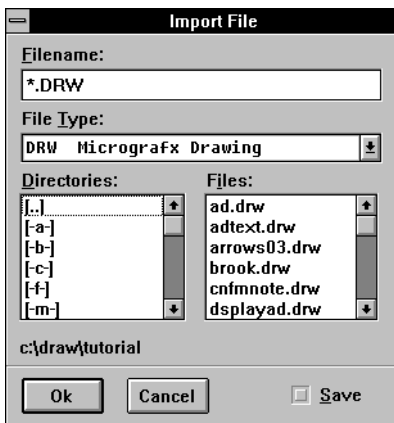 Import File
Filename:
*.DRW
File Type:
DRW Micrografx Drawing
Directories: Files:
[..] ad.drw
[-a-] adtext.drw
[-b-] arrows03.drw
[-c-] brook.drw
[-f-] cnfmnote.drw
[-m-] dsplayad.drw
c:\draw\tutorial
Ok Cancel Save